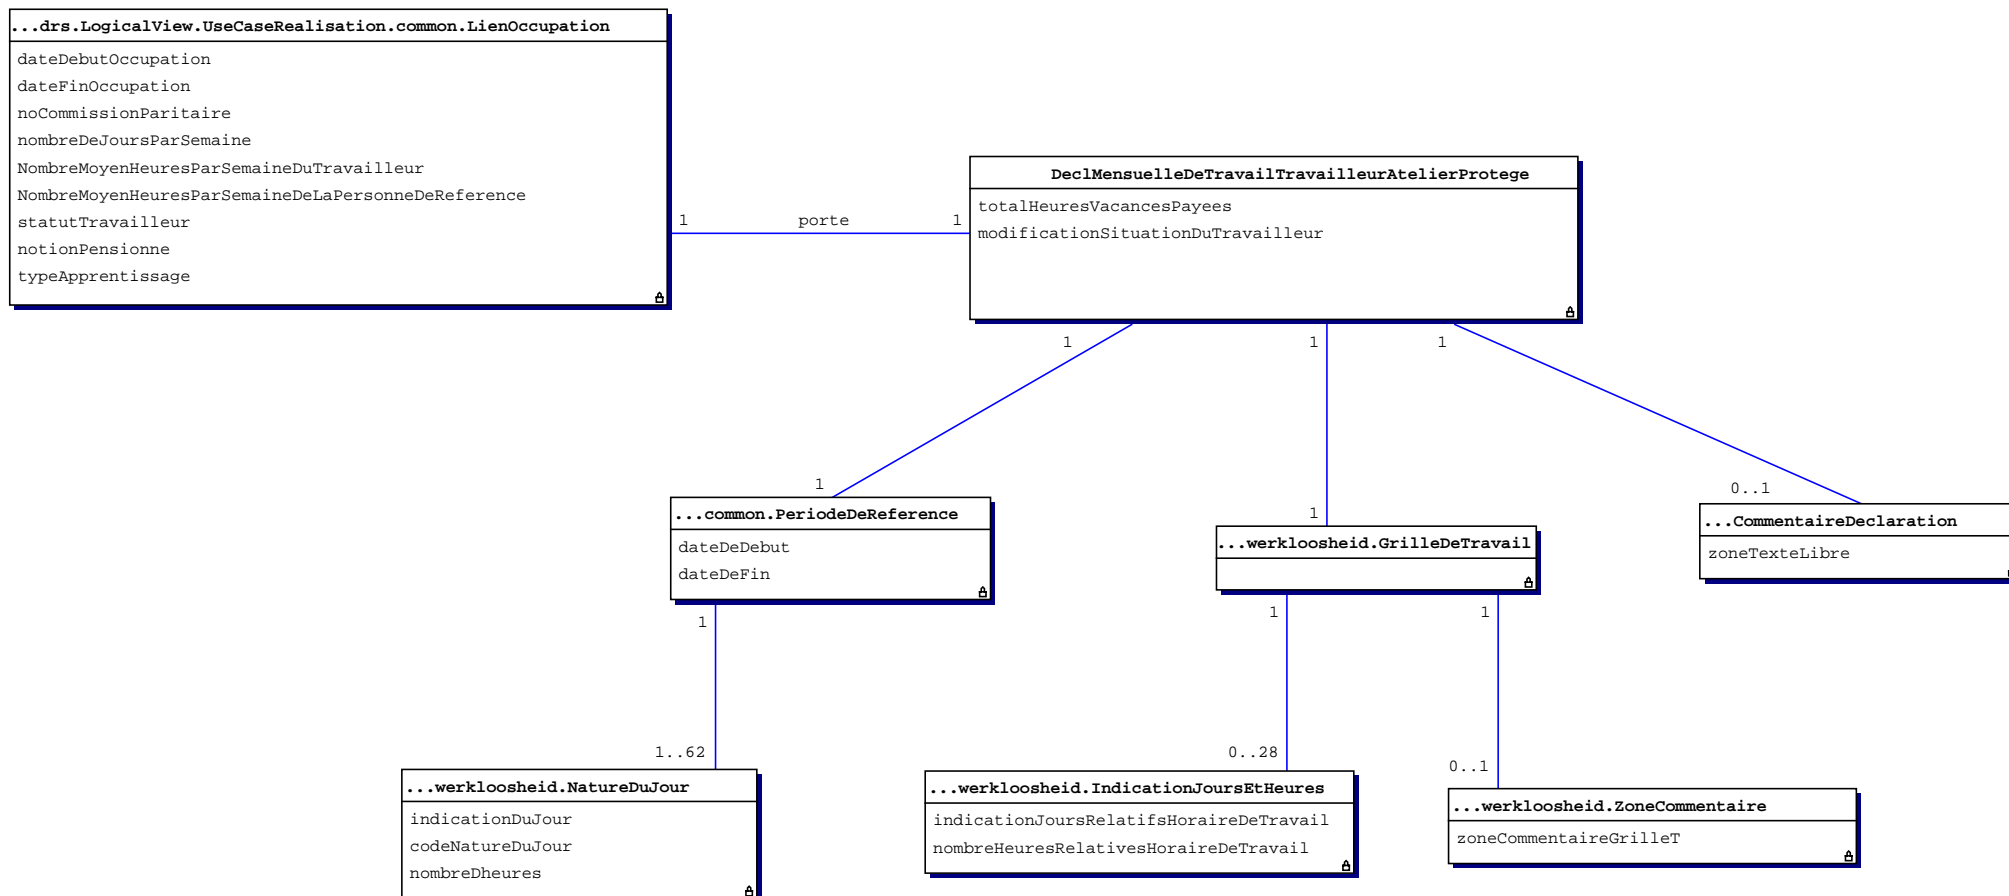 ...drs.LogicalView.UseCaseRealisation.common.LienOccupation
dateDebutOccupation
dateFinOccupation
noCommissionParitaire
nombreDeJoursParSemaine
NombreMoyenHeuresParSemaineDuTravailleur
NombreMoyenHeuresParSemaineDeLaPersonneDeReference
statutTravailleur
notionPensionne
typeApprentissage
1 porte 1
DeclMensuelleDeTravailTravailleurAtelierProtege
totalHeuresVacancesPayees
modificationSituationDuTravailleur
1 1 1
1
1
0..1
...common.PeriodeDeReference
dateDeDebut
dateDeFin
...werkloosheid.GrilleDeTravail
...CommentaireDeclaration
zoneTexteLibre
1
1 1
1..62
0..28
0..1
...werkloosheid.NatureDuJour
indicationDuJour
codeNatureDuJour
nombreDheures
...werkloosheid.IndicationJoursEtHeures
indicationJoursRelatifsHoraireDeTravail
nombreHeuresRelativesHoraireDeTravail
...werkloosheid.ZoneCommentaire
zoneCommentaireGrilleT